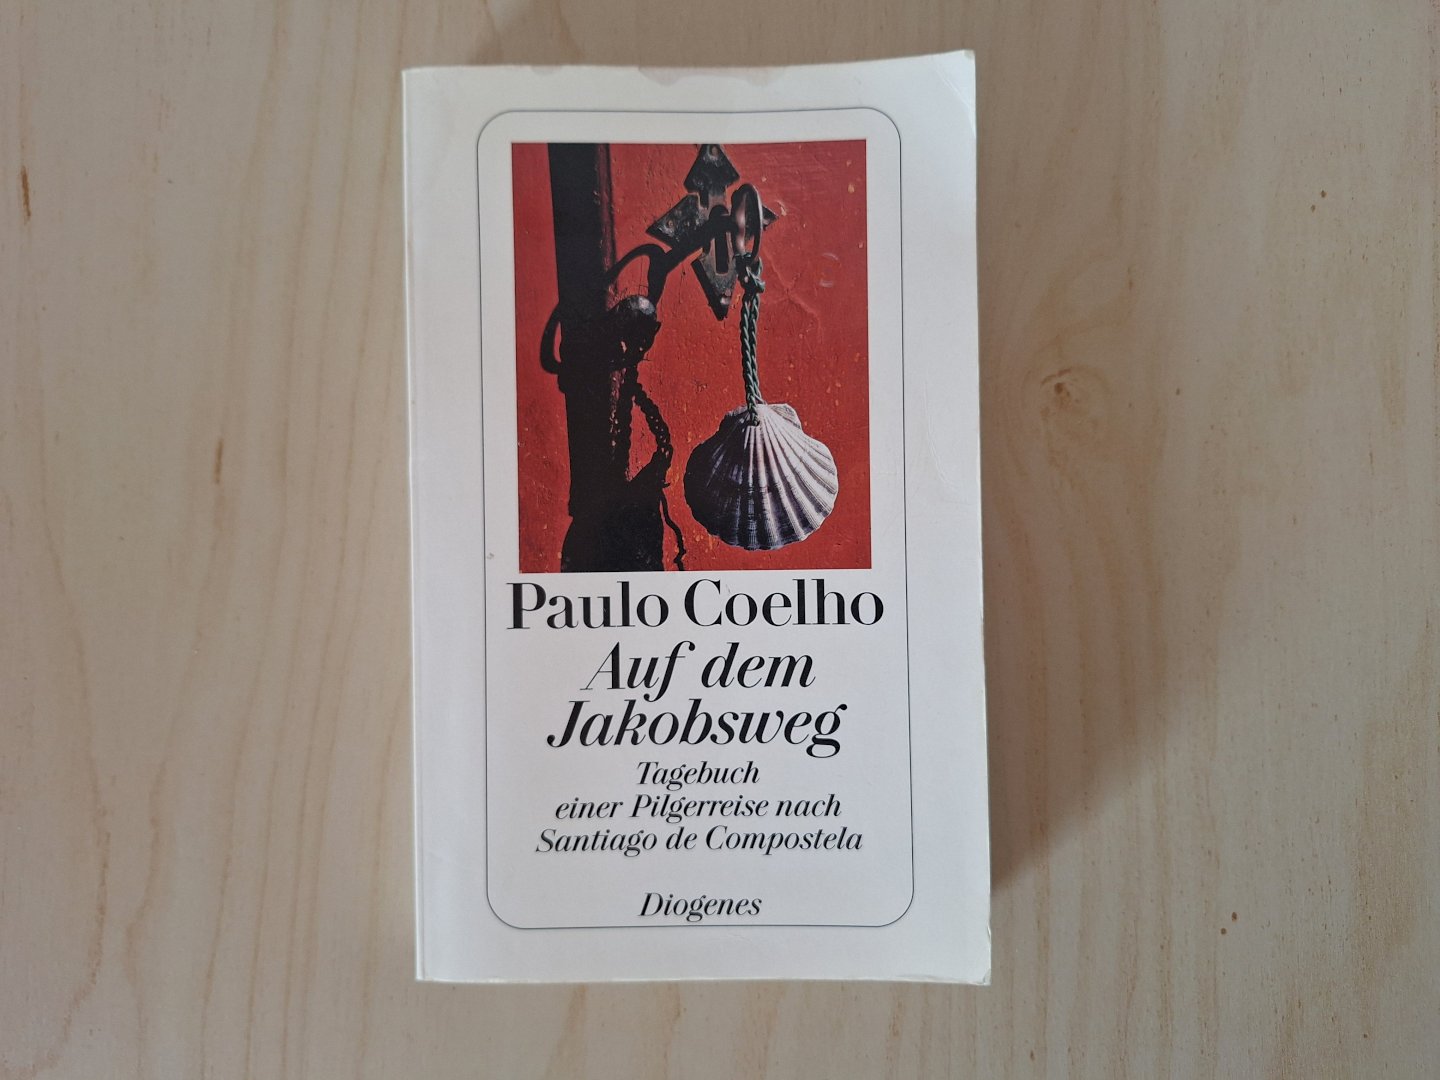 Paulo Coelho
Auf dem
Jakobsweg
Tagebuch
einer Pilgerreise nach
Santiago de Compostela
Diogenes